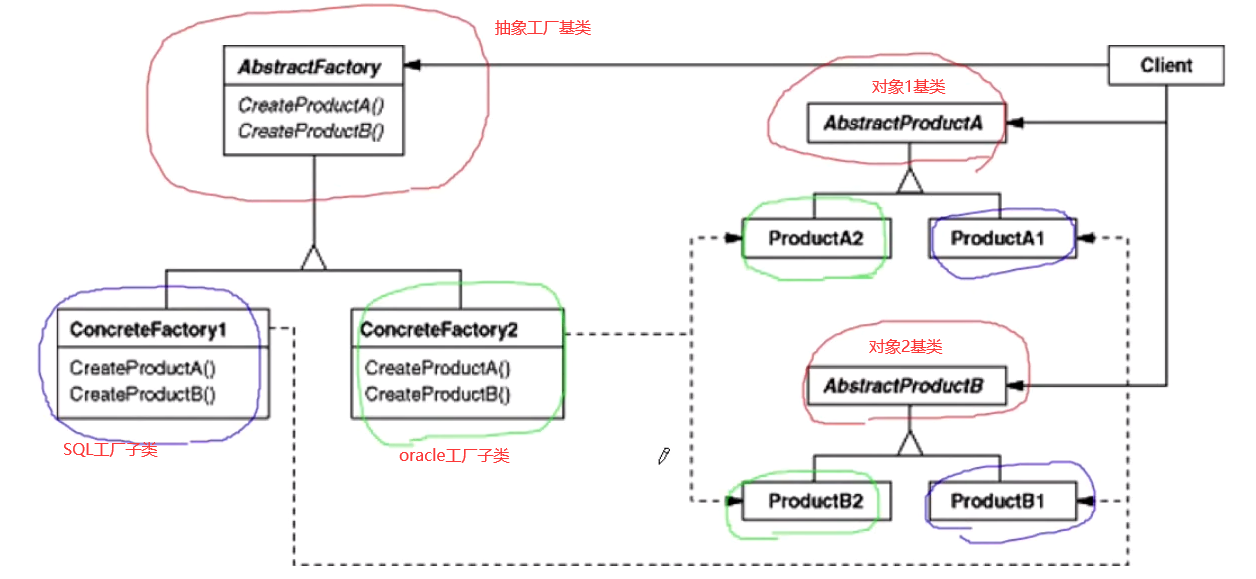 抽象工厂基类
AbstractFactory
CreateProductA()
CreateProductB()
Client
对象1基类
AbstractProductA
ProductA2
ProductA1
ConcreteFactory1
CreateProductA()
CreateProductB()
SQL工厂子类
ConcreteFactory2
CreateProductA()
CreateProductB()
oracle工厂子类
对象2基类
AbstractProductB
ProductB2
ProductB1